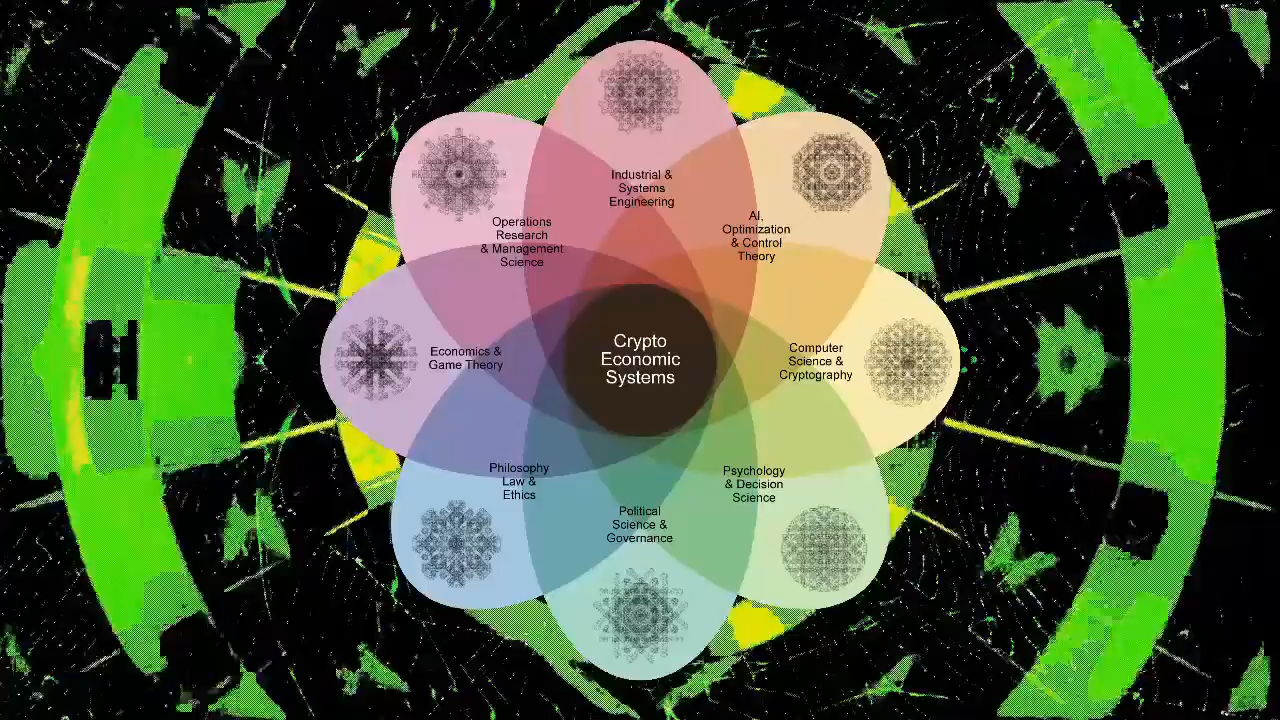 Industrial &
Systems
Engineering
AI,
Optimization
& Control
Theory
Operations
Research
& Management
Science
Crypto
Economic
Systems
Economics &
Game Theory
Computer
Science &
Cryptography
Philosophy
Law &
Ethics
Psychology
& Decision
Science
Political
Science &
Governance